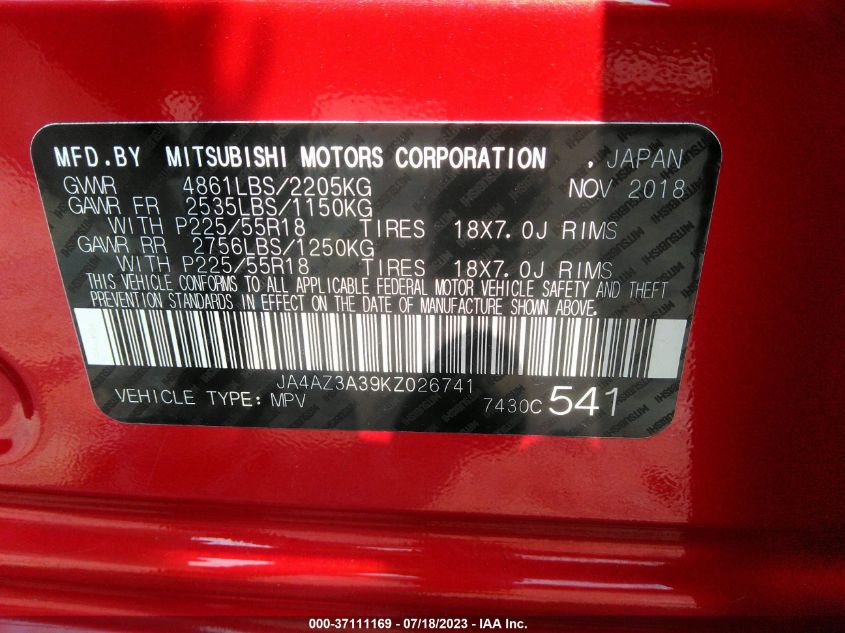 MFD.BY MITSUBISHI MOTORS CORPORATION , JAPAN
GVWR 4861LBS/2205KG NOV 2018
GAWR FR 2535LBS/1150KG
WITH P225/55R18 TIRES 18X7.0J RIMS
GAWR RR 2756LBS/1250KG
WITH P225/55R18 TIRES 18X7.0J RIMS
THIS VEHICLE CONFORMS TO ALL APPLICABLE FEDERAL MOTOR VEHICLE SAFETY AND THEFT
PREVENTION STANDARDS IN EFFECT ON THE DATE OF MANUFACTURE SHOWN ABOVE.
JA4AZ3A39KZ026741
VEHICLE TYPE: MPV 7430C 541
000-37111169 - 07/18/2023 - IAA Inc.